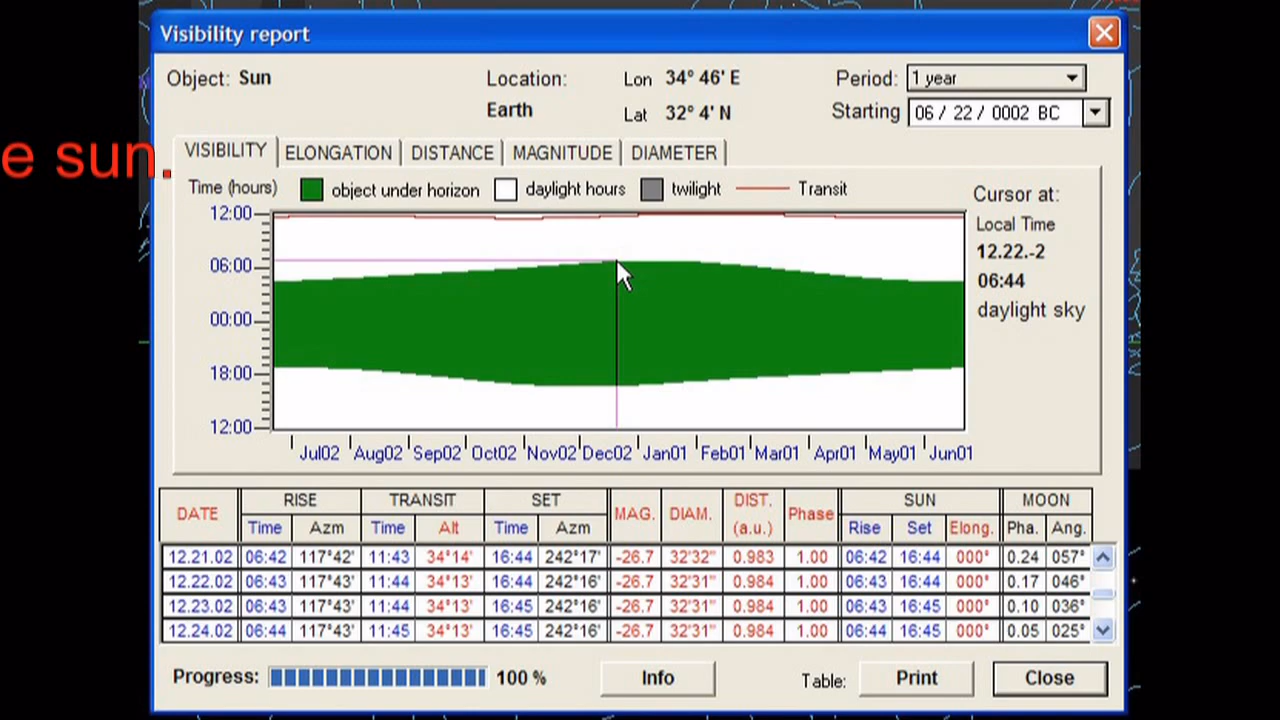 Visibility report
Object: Sun
Location: Lon 34° 46' E
Period: 1 year
Earth Lat 32° 4' N
Starting 06 / 22 / 0002 BC
e sun.
VISIBILITY ELONGATION DISTANCE MAGNITUDE DIAMETER
Time (hours) object under horizon daylight hours twilight Transit
Cursor at:
Local Time
12.22.-2
06:44
daylight sky
12:00
06:00
00:00
18:00
12:00
Jul02 Aug02 Sep02 Oct02 Nov02 Dec02 Jan01 Feb01 Mar01 Apr01 May01 Jun01
DATE RISE TRANSIT SET MAG. DIAM. DIST. Phase SUN MOON
Time Azm Time Alt Time Azm (a.u.) Rise Set Elong. Pha. Ang.
12.21.02 06:42 117°42' 11:43 34°14' 16:44 242°17' -26.7 32'32" 0.983 1.00 06:42 16:44 000° 0.24 057°
12.22.02 06:43 117°43' 11:44 34°13' 16:44 242°16' -26.7 32'31" 0.984 1.00 06:43 16:44 000° 0.17 046°
12.23.02 06:43 117°43' 11:44 34°13' 16:45 242°16' -26.7 32'31" 0.984 1.00 06:43 16:45 000° 0.10 036°
12.24.02 06:44 117°43' 11:45 34°13' 16:45 242°16' -26.7 32'31" 0.984 1.00 06:44 16:45 000° 0.05 025°
Progress: 100 % Info Table: Print Close